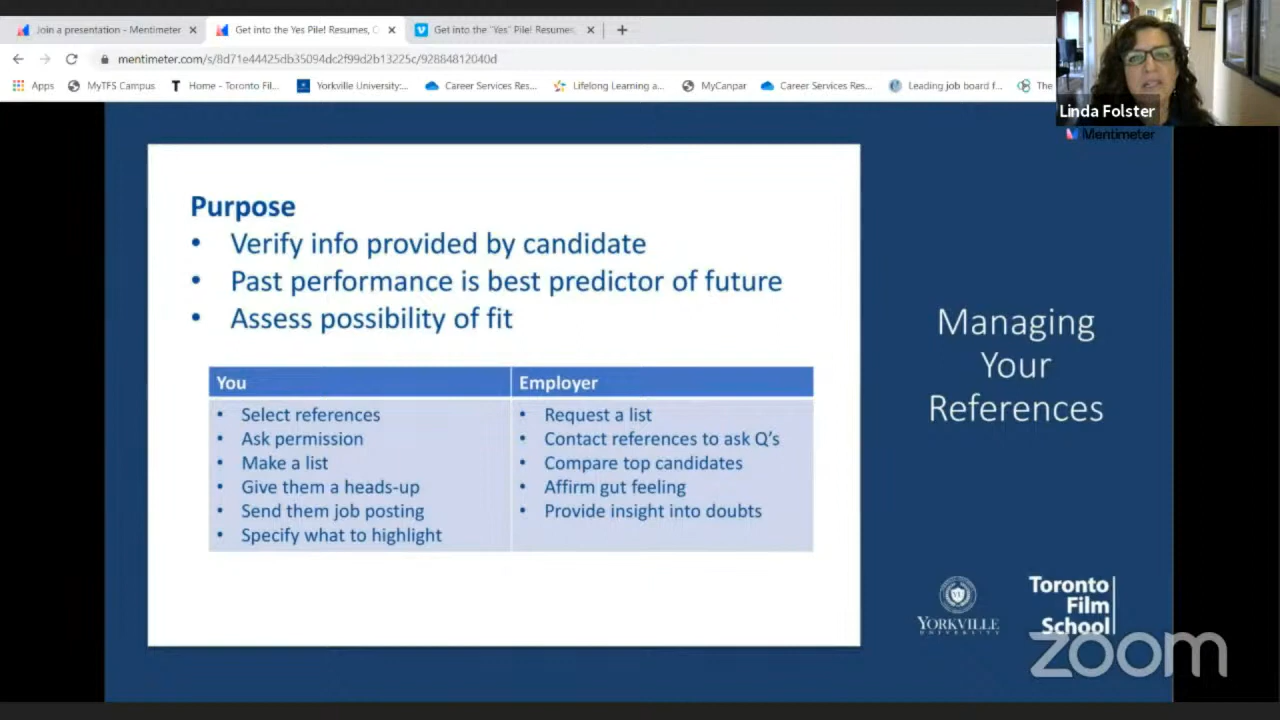 Join a presentation - Mentimeter
Get into the Yes Pile! Resumes, C
Get into the "Yes" Pile! Resumes,
mentimeter.com/s/8d71e44425db35094dc2f99d2b13225c/92884812040d
Apps
MyTFS Campus
Home - Toronto Fil...
Yorkville University:...
Career Services Res...
Lifelong Learning a...
MyCanpar
Career Services Res...
Leading job board f...
The
Linda Folster
Mentimeter
Purpose
• Verify info provided by candidate
• Past performance is best predictor of future
• Assess possibility of fit
You
• Select references
• Ask permission
• Make a list
• Give them a heads-up
• Send them job posting
• Specify what to highlight
Employer
• Request a list
• Contact references to ask Q's
• Compare top candidates
• Affirm gut feeling
• Provide insight into doubts
Managing
Your
References
YORKVILLE
UNIVERSITY
Toronto
Film
School
zoom